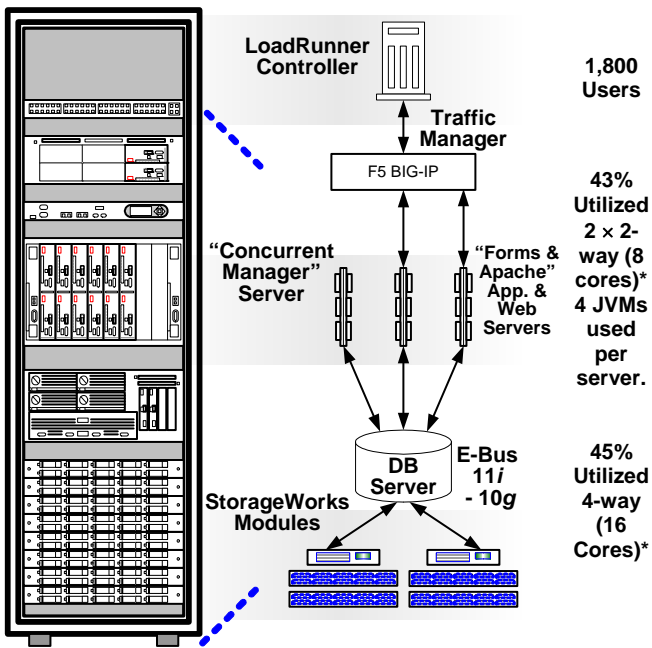 LoadRunner
Controller
1,800
Users
Traffic
Manager
F5 BIG-IP
43%
Utilized
2 × 2-
way (8
cores)*
4 JVMs
used
per
server.
“Concurrent
Manager”
Server
“Forms &
Apache”
App. &
Web
Servers
DB
Server
E-Bus
11i
- 10g
45%
Utilized
4-way
(16
Cores)*
StorageWorks
Modules